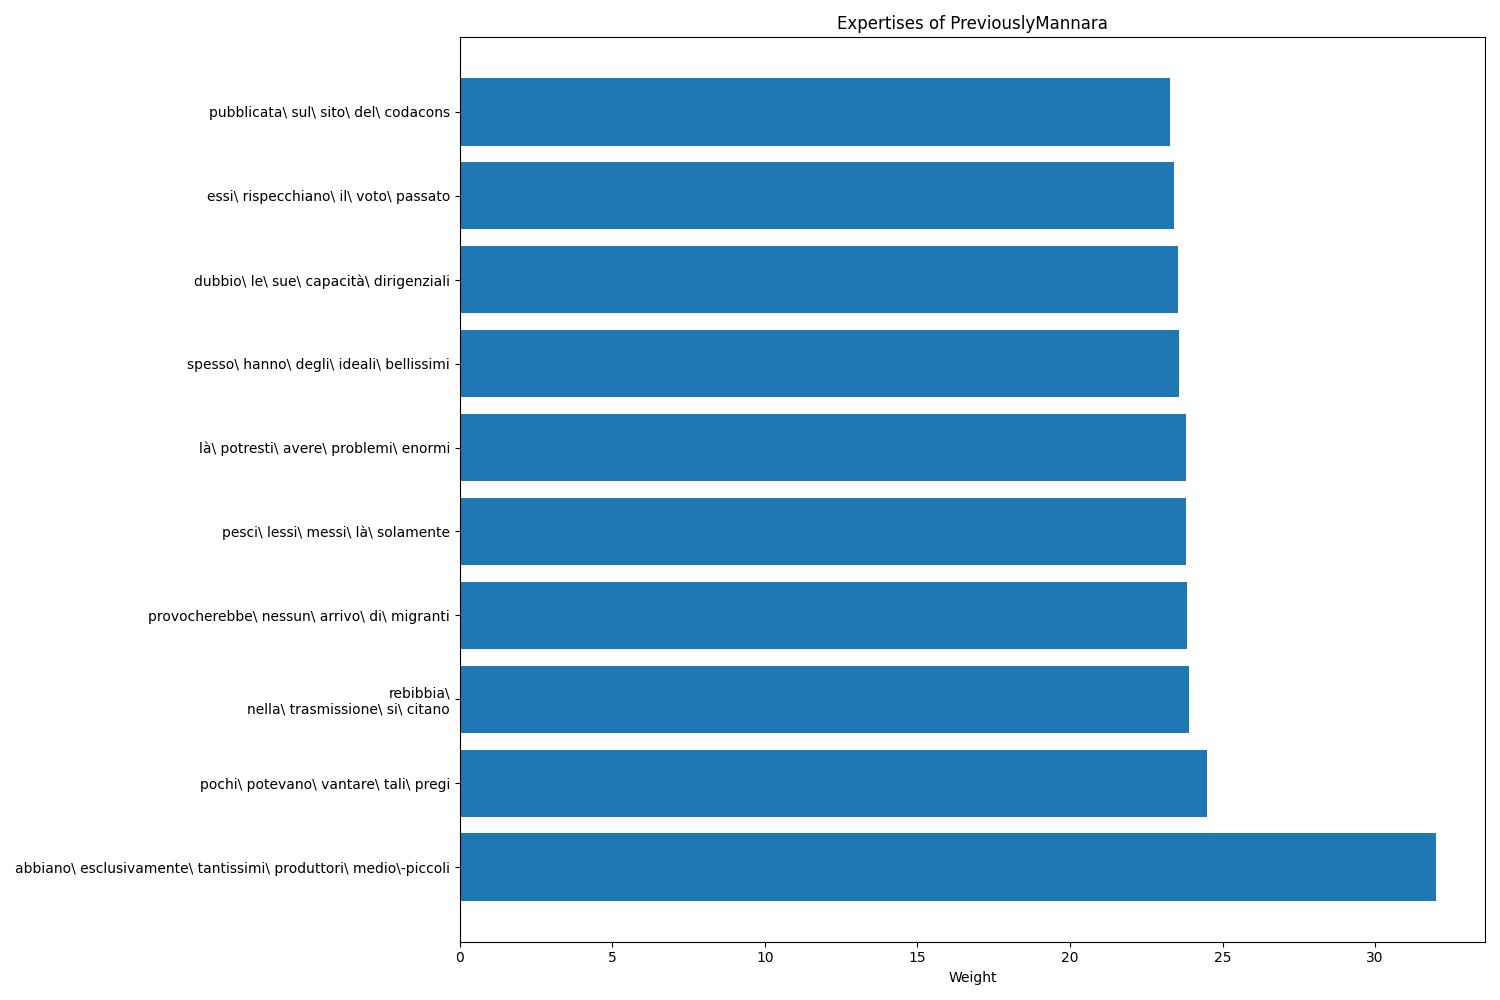 Expertises of PreviouslyMannara
pubblicata\ sul\ sito\ del\ codacons
essi\ rispecchiano\ il\ voto\ passato
dubbio\ le\ sue\ capacità\ dirigenziali
spesso\ hanno\ degli\ ideali\ bellissimi
là\ potresti\ avere\ problemi\ enormi
pesci\ lessi\ messi\ là\ solamente
provocherebbe\ nessun\ arrivo\ di\ migranti
rebibbia\
nella\ trasmissione\ si\ citano
pochi\ potevano\ vantare\ tali\ pregi
abbiano\ esclusivamente\ tantissimi\ produttori\ medio\-piccoli
0 5 10 15 20 25 30
Weight